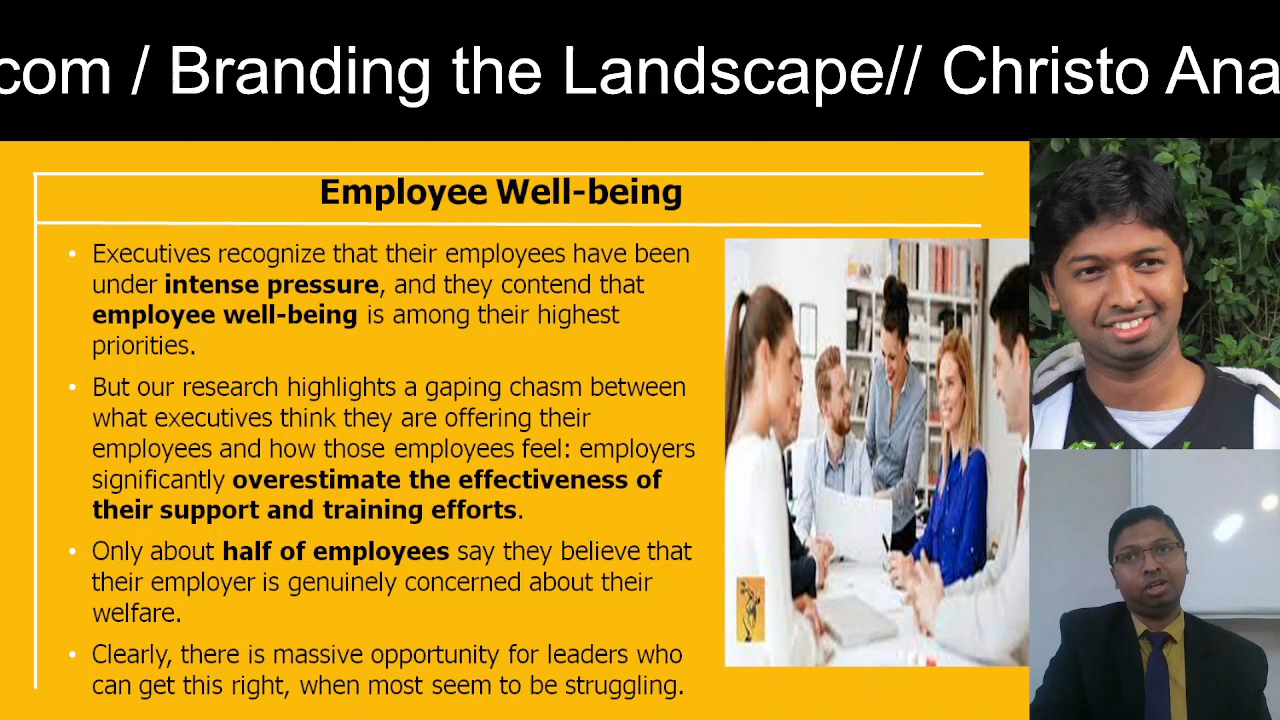 com / Branding the Landscape// Christo Ana
Employee Well-being
• Executives recognize that their employees have been
under intense pressure, and they contend that
employee well-being is among their highest
priorities.
• But our research highlights a gaping chasm between
what executives think they are offering their
employees and how those employees feel: employers
significantly overestimate the effectiveness of
their support and training efforts.
• Only about half of employees say they believe that
their employer is genuinely concerned about their
welfare.
• Clearly, there is massive opportunity for leaders who
can get this right, when most seem to be struggling.